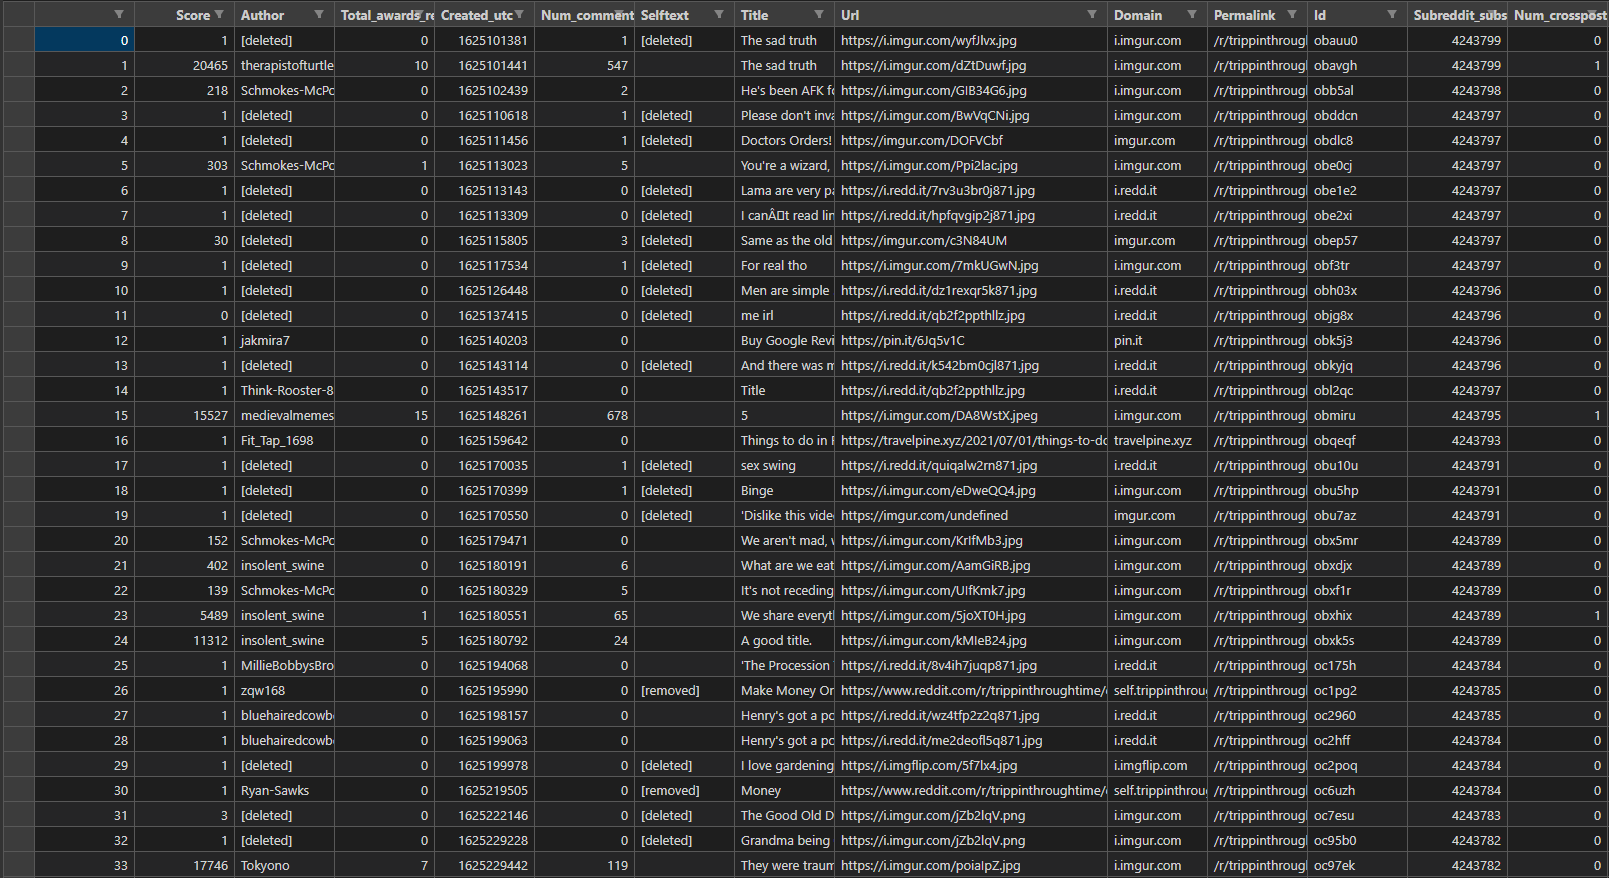 Score Author Total_awards_re Created_utc Num_comment Selftext Title Url Domain Permalink Id Subreddit_subs Num_crosspost
0 1 [deleted] 0 1625101381 1 [deleted] The sad truth https://i.imgur.com/wyfJlvx.jpg i.imgur.com /r/trippinthroug obauu0 4243799 0
1 20465 therapistofturtle 10 1625101441 547 The sad truth https://i.imgur.com/dZtDuwf.jpg i.imgur.com /r/trippinthroug obavgh 4243799 1
2 218 Schmokes-McPo 0 1625102439 2 He's been AFK fo https://i.imgur.com/GIB34G6.jpg i.imgur.com /r/trippinthroug obb5al 4243798 0
3 1 [deleted] 0 1625110618 1 [deleted] Please don't inva https://i.imgur.com/BwVqCNi.jpg i.imgur.com /r/trippinthroug obddcn 4243797 0
4 1 [deleted] 0 1625111456 1 [deleted] Doctors Orders! https://imgur.com/DOFVCbf imgur.com /r/trippinthroug obdlc8 4243797 0
5 303 Schmokes-McPo 1 1625113023 5 You're a wizard, https://i.imgur.com/Ppi2lac.jpg i.imgur.com /r/trippinthroug obe0cj 4243797 0
6 1 [deleted] 0 1625113143 0 [deleted] Lama are very pa https://i.redd.it/7rv3u3br0j871.jpg i.redd.it /r/trippinthroug obe1e2 4243797 0
7 1 [deleted] 0 1625113309 0 [deleted] I canÂt read lin https://i.redd.it/hpfqvgip2j871.jpg i.redd.it /r/trippinthroug obe2xi 4243797 0
8 30 [deleted] 0 1625115805 3 [deleted] Same as the old https://imgur.com/c3N84UM imgur.com /r/trippinthroug obep57 4243797 0
9 1 [deleted] 0 1625117534 1 [deleted] For real tho https://i.imgur.com/7mkUGwN.jpg i.imgur.com /r/trippinthroug obf3tr 4243797 0
10 1 [deleted] 0 1625126448 0 [deleted] Men are simple https://i.redd.it/dz1rexqr5k871.jpg i.redd.it /r/trippinthroug obh03x 4243796 0
11 0 [deleted] 0 1625137415 0 [deleted] me irl https://i.redd.it/qb2f2ppthllz.jpg i.redd.it /r/trippinthroug objg8x 4243796 0
12 1 jakmira7 0 1625140203 0 Buy Google Revi https://pin.it/6Jq5v1C pin.it /r/trippinthroug obk5j3 4243796 0
13 1 [deleted] 0 1625143114 0 [deleted] And there was m https://i.redd.it/k542bm0cjl871.jpg i.redd.it /r/trippinthroug obkyjq 4243796 0
14 1 Think-Rooster-8 0 1625143517 0 Title https://i.redd.it/qb2f2ppthllz.jpg i.redd.it /r/trippinthroug obl2qc 4243797 0
15 15527 medievalmemes 15 1625148261 678 5 https://i.imgur.com/DA8WstX.jpeg i.imgur.com /r/trippinthroug obmiru 4243795 1
16 1 Fit_Tap_1698 0 1625159642 0 Things to do in F https://travelpine.xyz/2021/07/01/things-to-do travelpine.xyz /r/trippinthroug obqeqf 4243793 0
17 1 [deleted] 0 1625170035 1 [deleted] sex swing https://i.redd.it/quiqalw2rn871.jpg i.redd.it /r/trippinthroug obu10u 4243791 0
18 1 [deleted] 0 1625170399 1 [deleted] Binge https://i.imgur.com/eDweQQ4.jpg i.imgur.com /r/trippinthroug obu5hp 4243791 0
19 1 [deleted] 0 1625170550 0 [deleted] 'Dislike this vide https://imgur.com/undefined imgur.com /r/trippinthroug obu7az 4243791 0
20 152 Schmokes-McPo 0 1625179471 0 We aren't mad, w https://i.imgur.com/KrIfMb3.jpg i.imgur.com /r/trippinthroug obx5mr 4243789 0
21 402 insolent_swine 0 1625180191 6 What are we eat https://i.imgur.com/AamGiRB.jpg i.imgur.com /r/trippinthroug obxdjx 4243789 0
22 139 Schmokes-McPo 0 1625180329 5 It's not receding https://i.imgur.com/UIfKmk7.jpg i.imgur.com /r/trippinthroug obxf1r 4243789 0
23 5489 insolent_swine 1 1625180551 65 We share everyth https://i.imgur.com/5joXT0H.jpg i.imgur.com /r/trippinthroug obxhix 4243789 1
24 11312 insolent_swine 5 1625180792 24 A good title. https://i.imgur.com/kMIeB24.jpg i.imgur.com /r/trippinthroug obxk5s 4243789 0
25 1 MillieBobbysBro 0 1625194068 0 'The Procession https://i.redd.it/8v4ih7juqp871.jpg i.redd.it /r/trippinthroug oc175h 4243784 0
26 1 zqw168 0 1625195990 0 [removed] Make Money On https://www.reddit.com/r/trippinthroughtime/ self.trippinthrou /r/trippinthroug oc1pg2 4243785 0
27 1 bluehairedcowb 0 1625198157 0 Henry's got a po https://i.redd.it/wz4tfp2z2q871.jpg i.redd.it /r/trippinthroug oc2960 4243785 0
28 1 bluehairedcowb 0 1625199063 0 Henry's got a po https://i.redd.it/me2deofl5q871.jpg i.redd.it /r/trippinthroug oc2hff 4243784 0
29 1 [deleted] 0 1625199978 0 [deleted] I love gardening https://i.imgflip.com/5f7lx4.jpg i.imgflip.com /r/trippinthroug oc2poq 4243784 0
30 1 Ryan-Sawks 0 1625219505 0 [removed] Money https://www.reddit.com/r/trippinthroughtime/ self.trippinthrou /r/trippinthroug oc6uzh 4243784 0
31 3 [deleted] 0 1625222146 0 [deleted] The Good Old D https://i.imgur.com/jZb2lqV.png i.imgur.com /r/trippinthroug oc7esu 4243783 0
32 1 [deleted] 0 1625229228 0 [deleted] Grandma being https://i.imgur.com/jZb2lqV.png i.imgur.com /r/trippinthroug oc95b0 4243782 0
33 17746 Tokyono 7 1625229442 119 They were traum https://i.imgur.com/poiaIpZ.jpg i.imgur.com /r/trippinthroug oc97ek 4243782 0